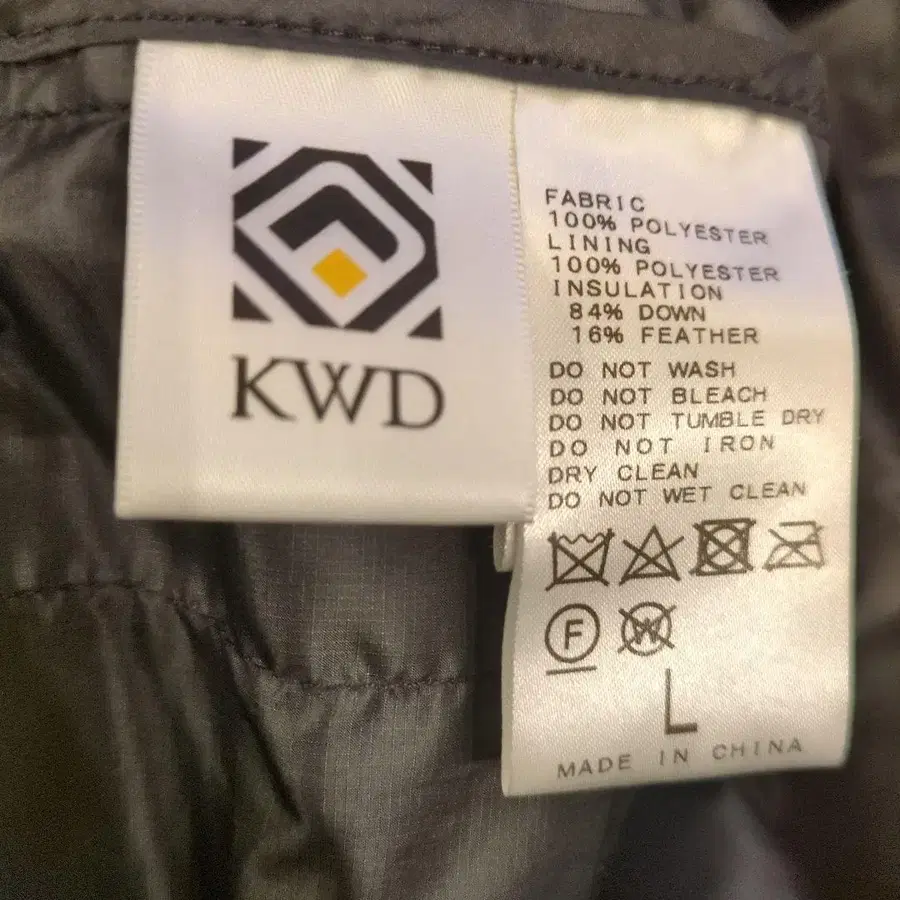 KWD
FABRIC
100% POLYESTER
LINING
100% POLYESTER
INSULATION
84% DOWN
16% FEATHER
DO NOT WASH
DO NOT BLEACH
DO NOT TUMBLE DRY
DO NOT IRON
DRY CLEAN
DO NOT WET CLEAN
F W
L
MADE IN CHINA